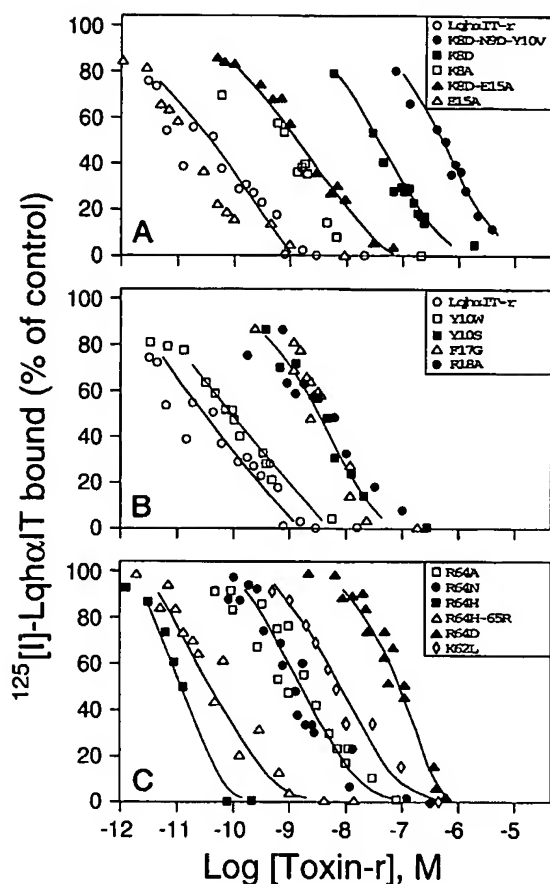 125[I]-LqhαIT bound (% of control)
100
80
60
40
20
0
A
LqhαIT-r
K8D-N9D-Y10V
K8D
K8A
K8D-E15A
E15A
100
80
60
40
20
0
B
LqhαIT-r
Y10W
Y10S
F17G
R18A
100
80
60
40
20
0
C
R64A
R64N
R64H
R64H-65R
R64D
K62L
-12 -11 -10 -9 -8 -7 -6 -5
Log [Toxin-r], M